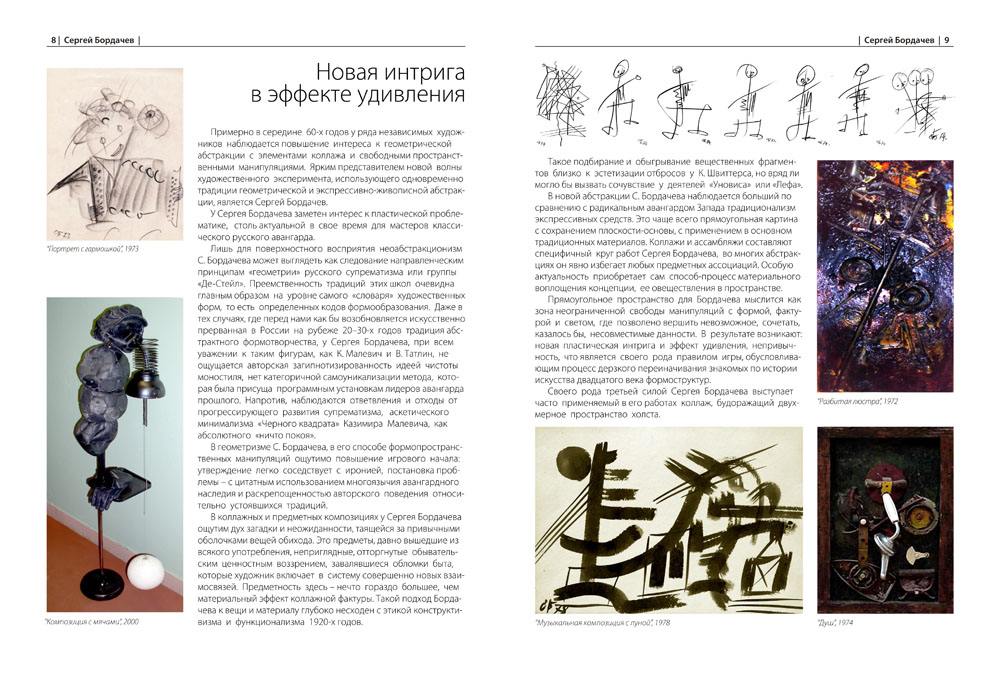 8 | Сергей Бордачев |
"Портрет с гармошкой", 1973
"Композиция с мячами", 2000
Новая интрига
в эффекте удивления
Примерно в середине 60-х годов у ряда независимых худож-
ников наблюдается повышение интереса к геометрической
абстракции с элементами коллажа и свободными пространст-
венными манипуляциями. Ярким представителем новой волны
художественного эксперимента, использующего одновременно
традиции геометрической и экспрессивно-живописной абстрак-
ции, является Сергей Бордачев.
У Сергея Бордачева заметен интерес к пластической пробле-
матике, столь актуальной в свое время для мастеров класси-
ческого русского авангарда.
Лишь для поверхностного восприятия неоабстракционизм
С. Бордачева может выглядеть как следование направленческим
принципам «геометрии» русского супрематизма или группы
«Де-Стейл». Преемственность традиций этих школ очевидна
главным образом на уровне самого «словаря» художественных
форм, то есть определенных кодов формообразования. Даже в
тех случаях, где перед нами как бы возобновляется искусственно
прерванная в России на рубеже 20–30-х годов традиция абс-
трактного формотворчества, у Сергея Бордачева, при всем
уважении к таким фигурам, как К. Малевич и В. Татлин, не
ощущается авторская загипнотизированность идеей чистоты
моностиля, нет категоричной самоуникализации метода, кото-
рая была присуща программным установкам лидеров авангарда
прошлого. Напротив, наблюдаются ответвления и отходы от
прогрессирующего развития супрематизма, аскетического
минимализма «Черного квадрата» Казимира Малевича, как
абсолютного «ничто покоя».
В геометризме С. Бордачева, в его способе формопространс-
твенных манипуляций ощутимо повышение игрового начала:
утверждение легко соседствует с иронией, постановка проб-
лемы – с цитатным использованием многоязычия авангардного
наследия и раскрепощенностью авторского поведения относи-
тельно устоявшихся традиций.
В коллажных и предметных композициях у Сергея Бордачева
ощутим дух загадки и неожиданности, таящейся за привычными
оболочками вещей обихода. Это предметы, давно вышедшие из
всякого употребления, неприглядные, отторгнутые обыватель-
ским ценностным воззрением, завалявшиеся обломки быта,
которые художник включает в систему совершенно новых взаи-
мосвязей. Предметность здесь – нечто гораздо большее, чем
материальный эффект коллажной фактуры. Такой подход Борда-
чева к вещи и материалу глубоко несходен с этикой конструкти-
визма и функционализма 1920-х годов.
| Сергей Бордачев | 9
Такое подбирание и обыгрывание вещественных фрагмен-
тов близко к эстетизации отбросов у К. Швиттерса, но вряд ли
могло бы вызвать сочувствие у деятелей «Уновиса» или «Лефа».
В новой абстракции С. Бордачева наблюдается больший по
сравнению с радикальным авангардом Запада традиционализм
экспрессивных средств. Это чаще всего прямоугольная картина
с сохранением плоскости-основы, с применением в основном
традиционных материалов. Коллажи и ассамбляжи составляют
специфичный круг работ Сергея Бордачева, во многих абстрак-
циях он явно избегает любых предметных ассоциаций. Особую
актуальность приобретает сам способ-процесс материального
воплощения концепции, ее овеществления в пространстве.
Прямоугольное пространство для Бордачева мыслится как
зона неограниченной свободы манипуляций с формой, факту-
рой и светом, где позволено вершить невозможное, сочетать,
казалось бы, несовместимые данности. В результате возникают:
новая пластическая интрига и эффект удивления, непривыч-
ность, что является своего рода правилом игры, обусловлива-
ющим процесс дерзкого переиначивания знакомых по истории
искусства двадцатого века формоструктур.
Своего рода третьей силой Сергея Бордачева выступает
часто применяемый в его работах коллаж, будоражащий двух-
мерное пространство холста.
"Разбитая люстра", 1972
"Музыкальная композиция с луной", 1978
"Душ", 1974